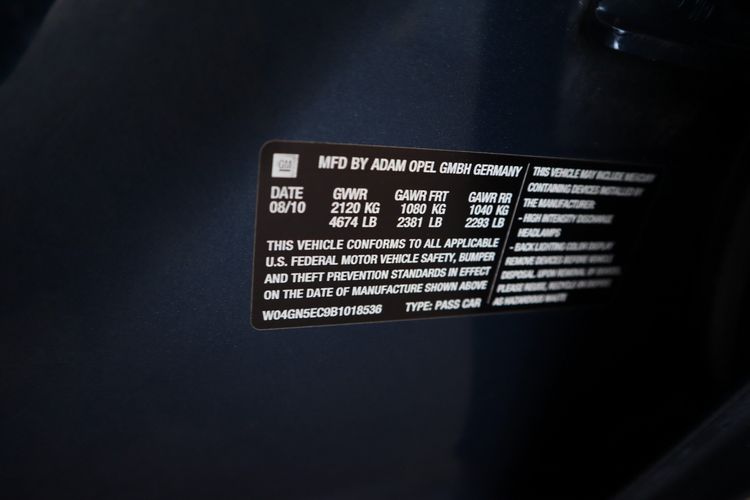 GM
MFD BY ADAM OPEL GMBH GERMANY
DATE GVWR GAWR FRT GAWR RR
08/10 2120 KG 1080 KG 1040 KG
4674 LB 2381 LB 2293 LB
THIS VEHICLE CONFORMS TO ALL APPLICABLE
U.S. FEDERAL MOTOR VEHICLE SAFETY, BUMPER
AND THEFT PREVENTION STANDARDS IN EFFECT
ON THE DATE OF MANUFACTURE SHOWN ABOVE
W04GN5EC9B1018536 TYPE: PASS CAR
THIS VEHICLE MAY INCLUDE MERCURY
CONTAINING DEVICES INSTALLED BY
THE MANUFACTURER:
- HIGH INTENSITY DISCHARGE
HEADLAMPS
- BACK LIGHTING COLOR DISPLAY
REMOVE DEVICES BEFORE VEHICLE
DISPOSAL. UPON REMOVAL OF DEVICES,
PLEASE REUSE, RECYCLE OR DISPOSE
AS HAZARDOUS WASTE